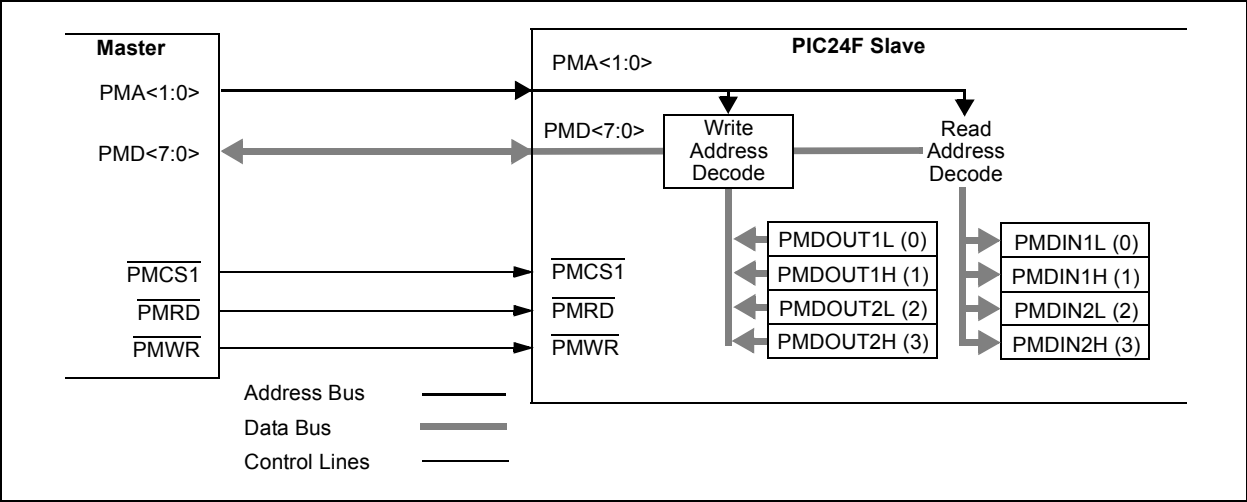 Master
PIC24F Slave
PMA<1:0>
PMA<1:0>
PMD<7:0>
PMD<7:0>
Write
Address
Decode
Read
Address
Decode
PMDOUT1L (0)
PMDOUT1H (1)
PMDOUT2L (2)
PMDOUT2H (3)
PMDIN1L (0)
PMDIN1H (1)
PMDIN2L (2)
PMDIN2H (3)
PMCS1
PMCS1
PMRD
PMRD
PMWR
PMWR
Address Bus
Data Bus
Control Lines